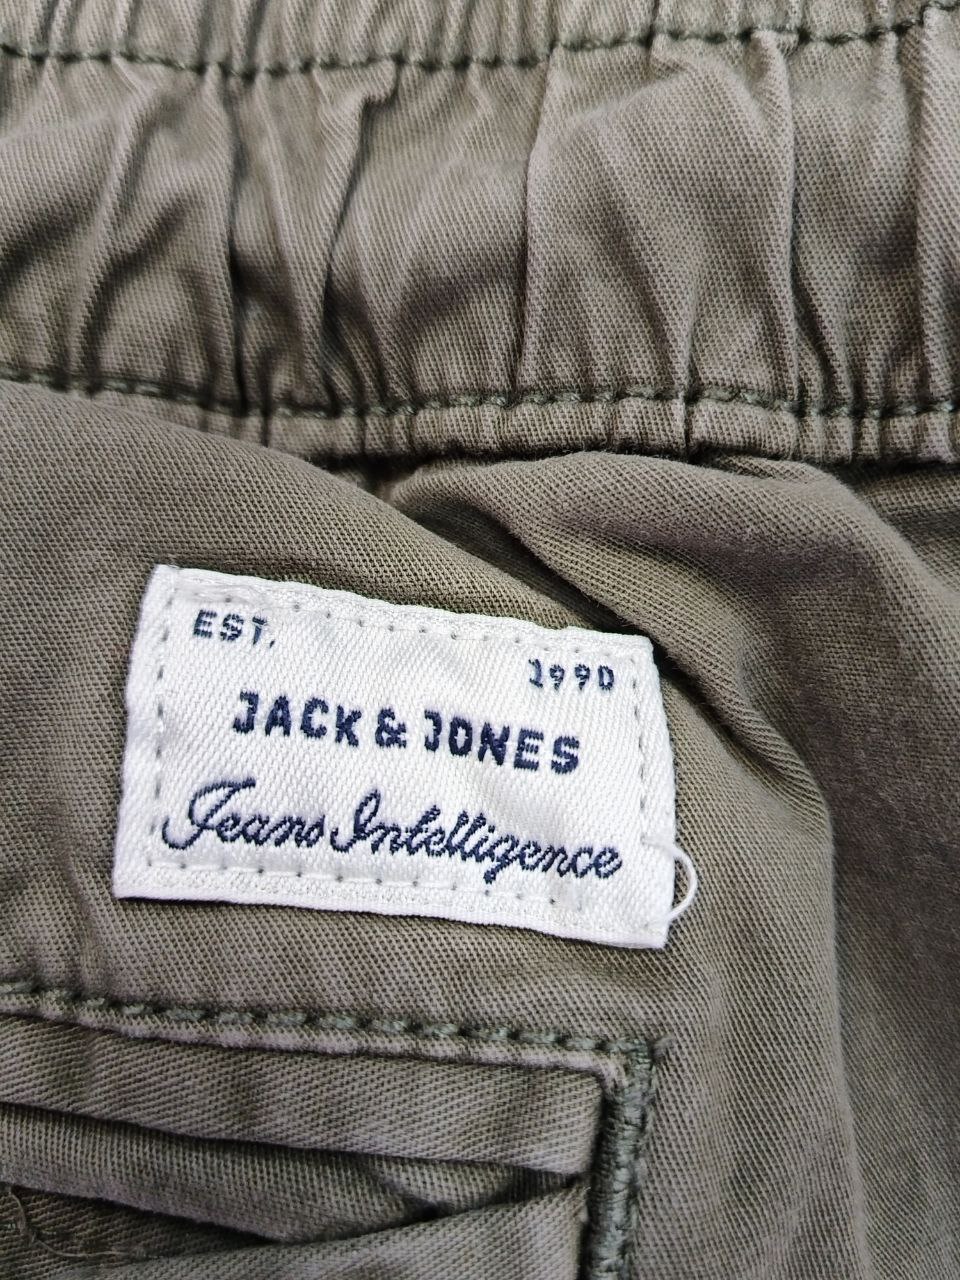 EST.
1990
JACK & JONES
Jeans Intelligence